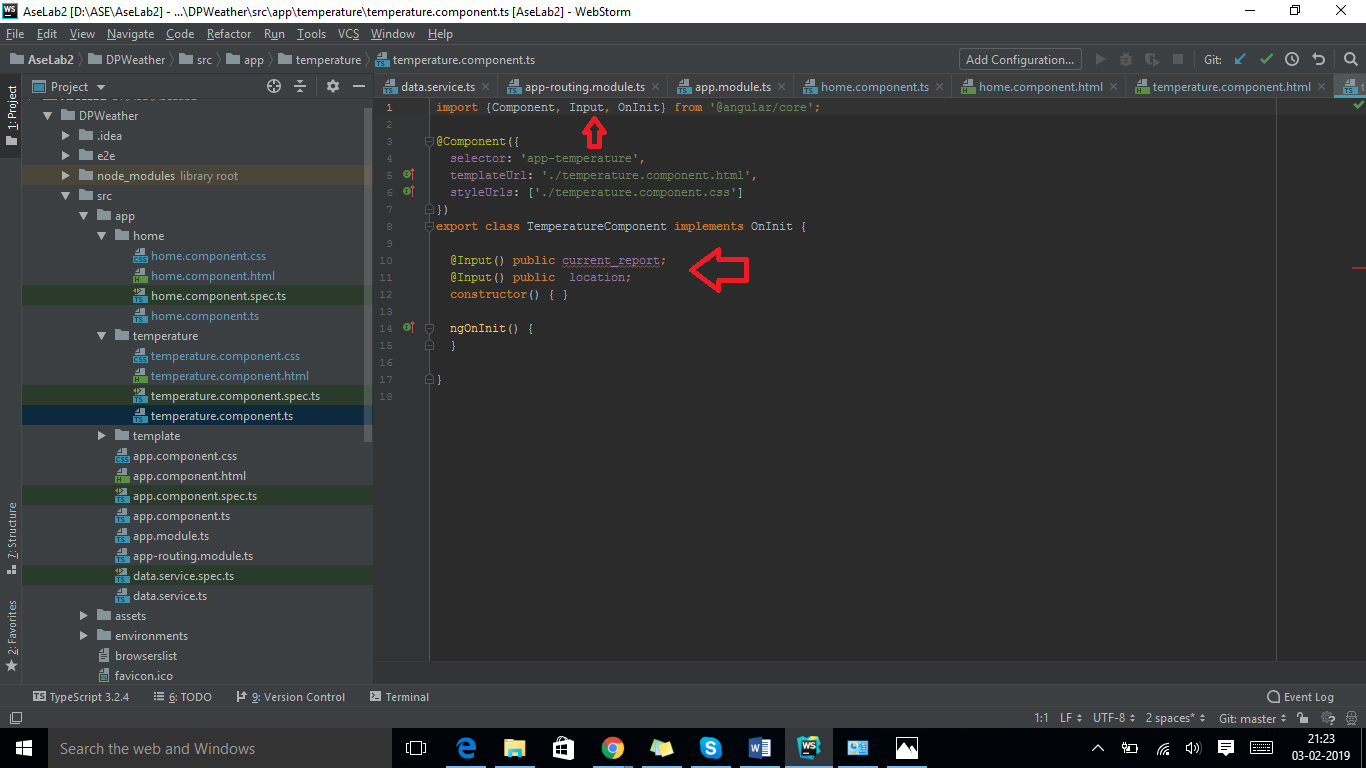 AseLab2 [D:\ASE\AseLab2] - ...\DPWeather\src\app\temperature\temperature.component.ts [AseLab2] - WebStorm
File Edit View Navigate Code Refactor Run Tools VCS Window Help
AseLab2 DPWeather src app temperature temperature.component.ts Add Configuration... Git:
Project data.service.ts app-routing.module.ts app.module.ts home.component.ts home.component.html temperature.component.html
1: Project
DPWeather
.idea
e2e
node_modules library root
src
app
home
home.component.css
home.component.html
home.component.spec.ts
home.component.ts
temperature
temperature.component.css
temperature.component.html
temperature.component.spec.ts
temperature.component.ts
template
app.component.css
app.component.html
app.component.spec.ts
app.component.ts
app.module.ts
app-routing.module.ts
data.service.spec.ts
data.service.ts
assets
environments
browserslist
favicon.ico
7: Structure
2: Favorites
1 import {Component, Input, OnInit} from '@angular/core';
2
3 @Component({
4 selector: 'app-temperature',
5 templateUrl: './temperature.component.html',
6 styleUrls: ['./temperature.component.css']
7 })
8 export class TemperatureComponent implements OnInit {
9
10 @Input() public current_report;
11 @Input() public  location;
12 constructor() { }
13
14 ngOnInit() {
15 }
16
17 }
18
TypeScript 3.2.4 6: TODO 9: Version Control Terminal Event Log
1:1 LF UTF-8 2 spaces* Git: master
Search the web and Windows
21:23
03-02-2019